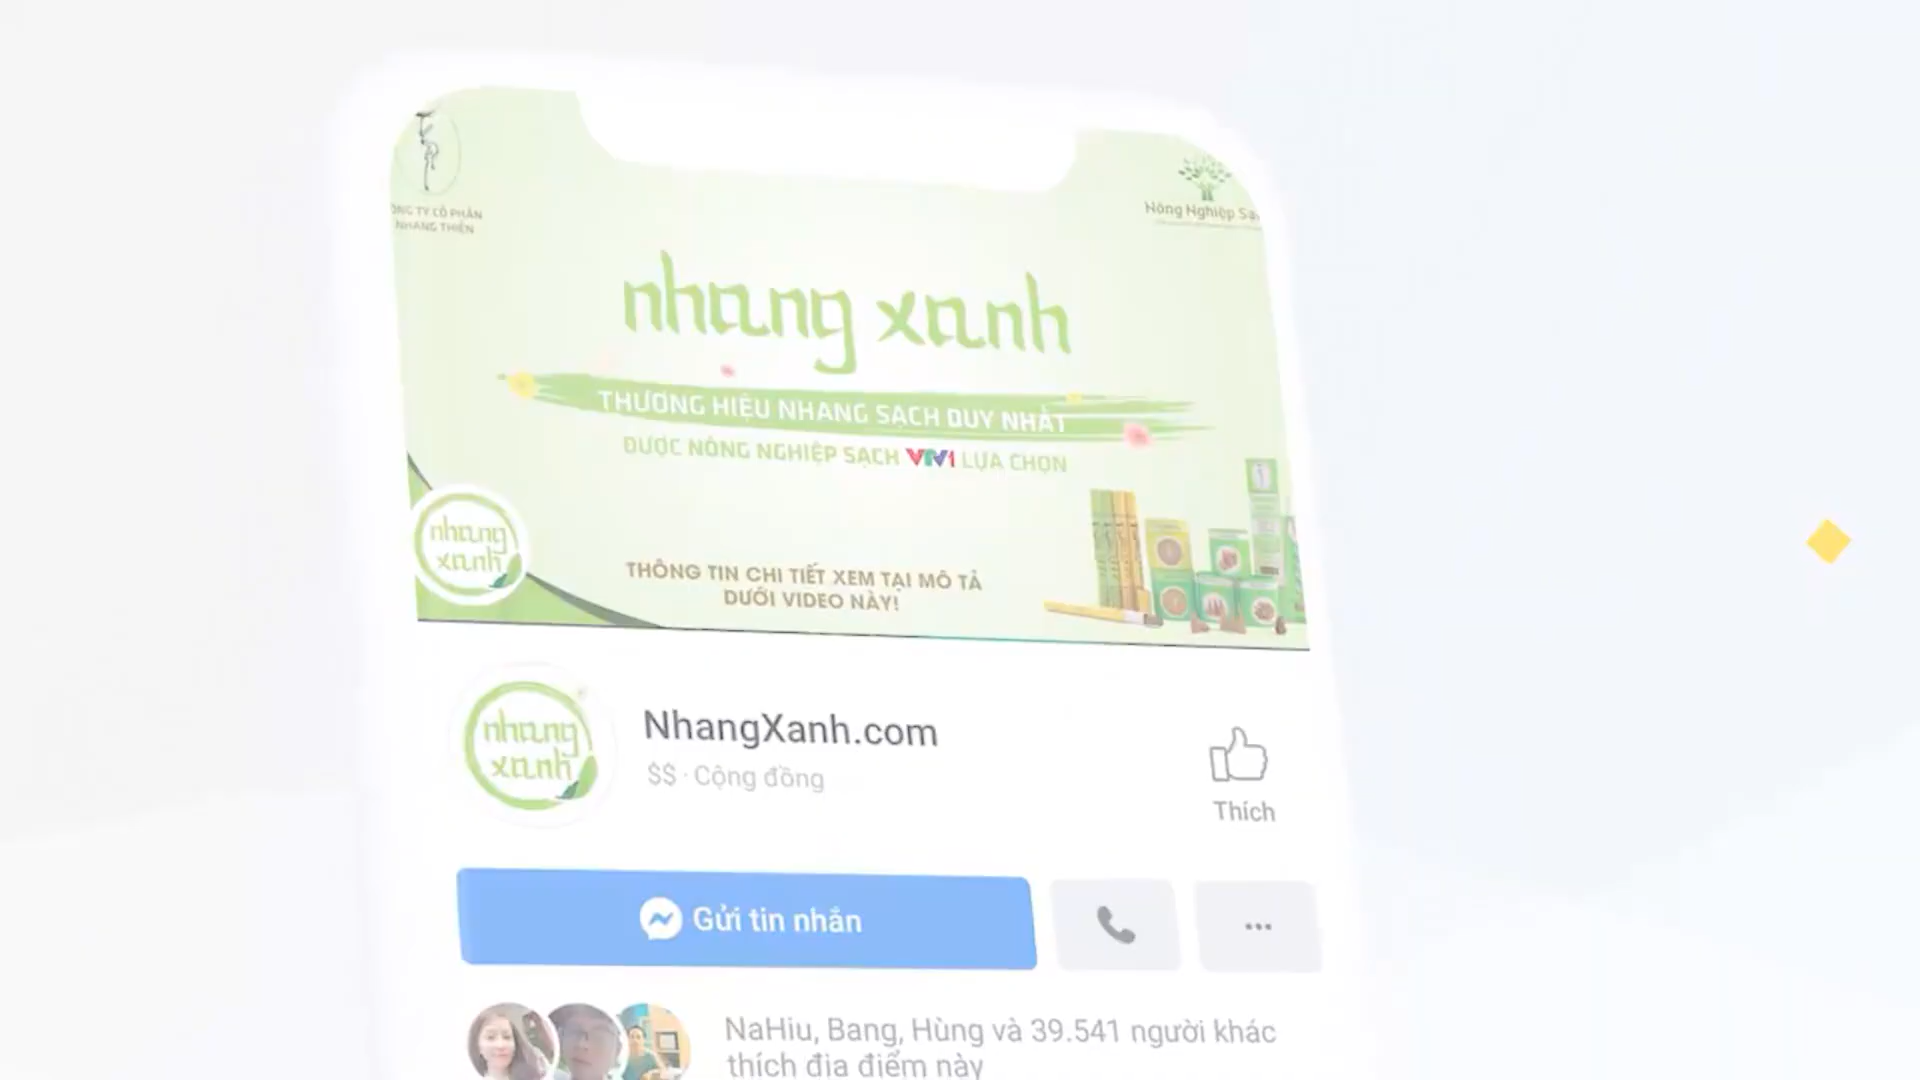 ÔNG TY CỔ PHẦN
NHANG THIỀN
Nông Nghiệp Sạ
nhang xanh
THƯƠNG HIỆU NHANG SẠCH DUY NHẤT
ĐƯỢC NÔNG NGHIỆP SẠCH VTV1 LỰA CHỌN
nhang
xanh
THÔNG TIN CHI TIẾT XEM TẠI MÔ TẢ
DƯỚI VIDEO NÀY!
nhang
xanh
NhangXanh.com
$$ · Cộng đồng
Thích
Gửi tin nhắn
NaHiu, Bang, Hùng và 39.541 người khác
thích địa điểm này